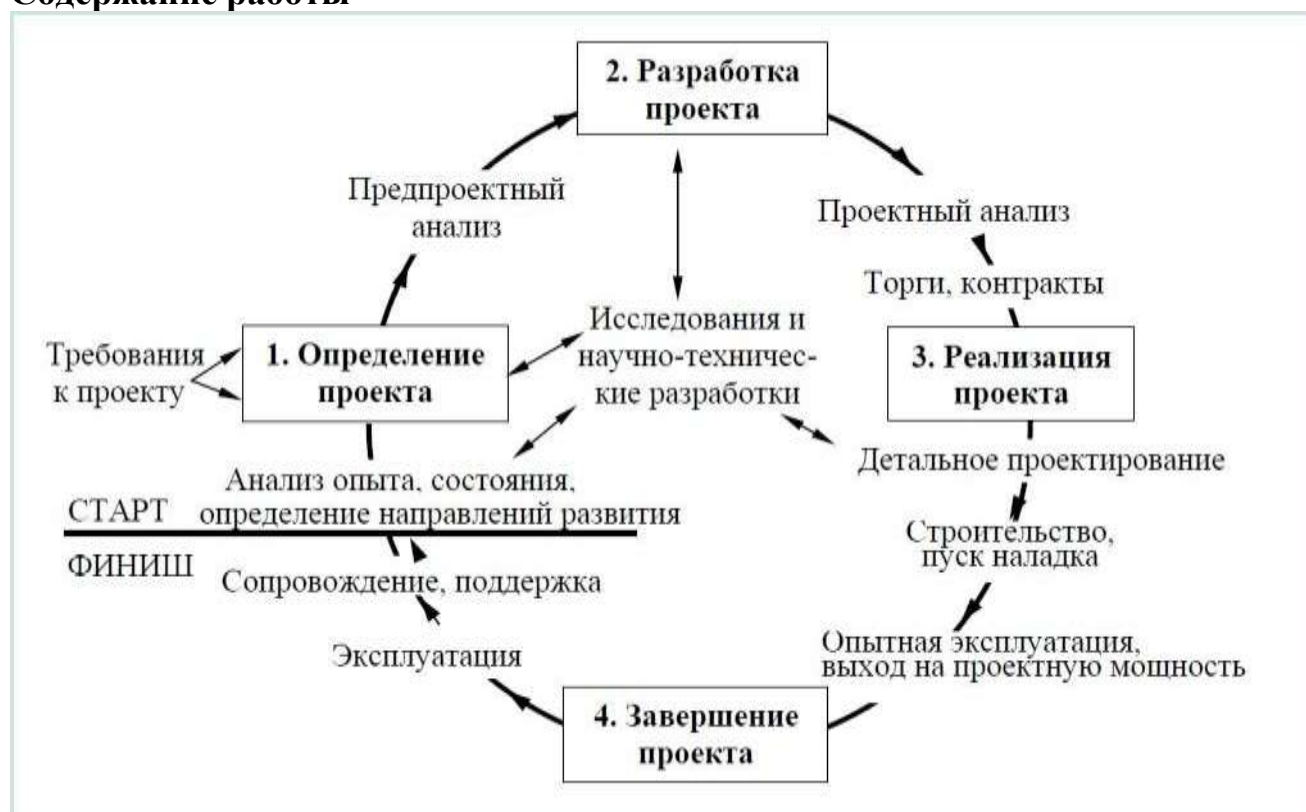 Содержание работы
2. Разработка
проекта
Предпроектный
анализ
Проектный анализ
Торги, контракты
Требования
к проекту
1. Определение
проекта
Исследования и
научно-техничес-
кие разработки
3. Реализация
проекта
Детальное проектирование
Анализ опыта, состояния,
определение направлений развития
СТАРТ
ФИНИШ
Строительство,
пуск наладка
Сопровождение, поддержка
Эксплуатация
Опытная эксплуатация,
выход на проектную мощность
4. Завершение
проекта